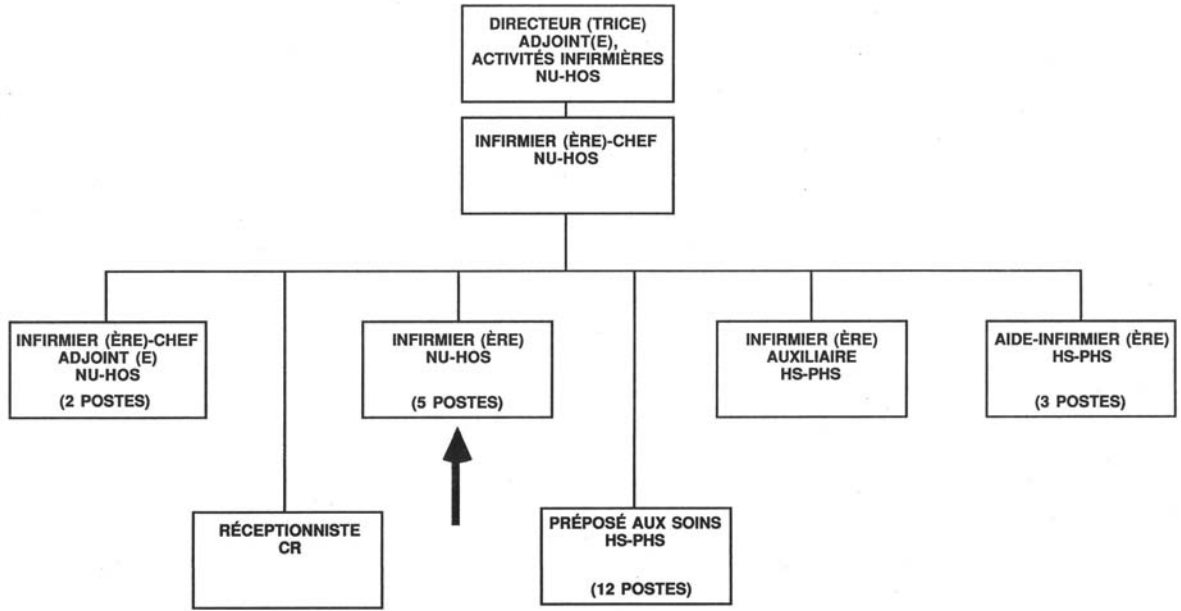 DIRECTEUR (TRICE)
ADJOINT(E),
ACTIVITÉS INFIRMIÈRES
NU-HOS
INFIRMIER (ÈRE)-CHEF
NU-HOS
INFIRMIER (ÈRE)-CHEF
ADJOINT (E)
NU-HOS
(2 POSTES)
INFIRMIER (ÈRE)
NU-HOS
(5 POSTES)
INFIRMIER (ÈRE)
AUXILIAIRE
HS-PHS
AIDE-INFIRMIER (ÈRE)
HS-PHS
(3 POSTES)
RÉCEPTIONNISTE
CR
PRÉPOSÉ AUX SOINS
HS-PHS
(12 POSTES)